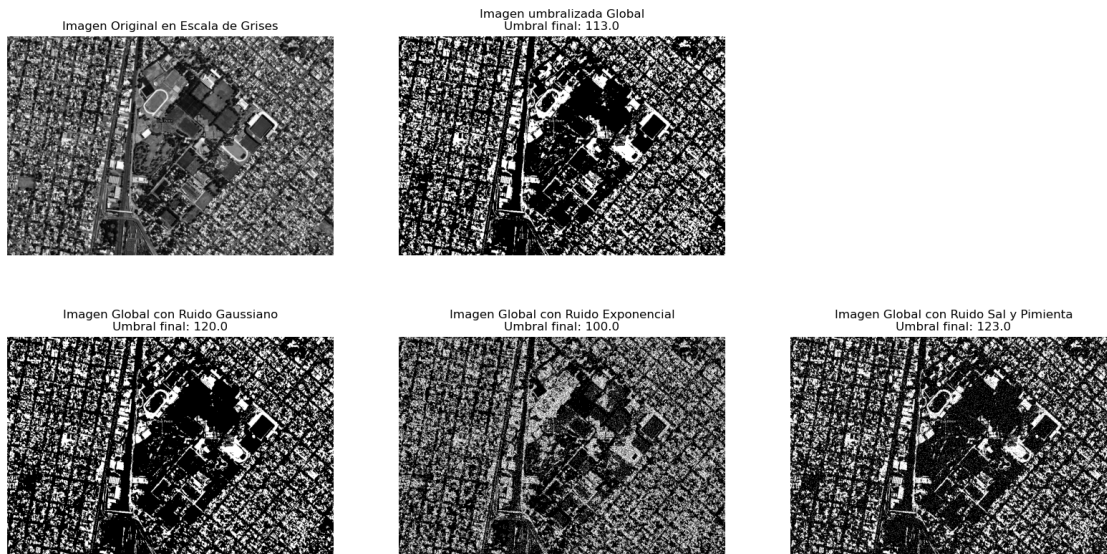 Imagen Original en Escala de Grises
Imagen umbralizada Global
Umbral final: 113.0
Imagen Global con Ruido Gaussiano
Umbral final: 120.0
Imagen Global con Ruido Exponencial
Umbral final: 100.0
Imagen Global con Ruido Sal y Pimienta
Umbral final: 123.0